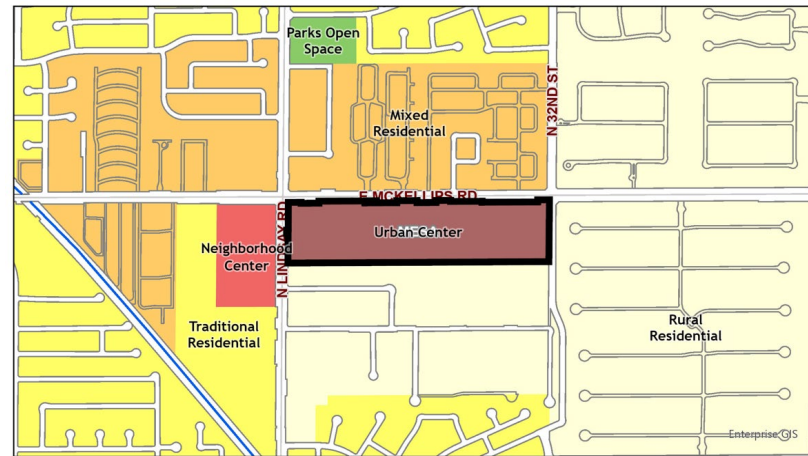 Parks Open
Space
N 32ND ST
Mixed
Residential
E MCKELLIPS RD
N LINDSAY RD
Urban Center
Neighborhood
Center
Traditional
Residential
Rural
Residential
Enterprise GIS